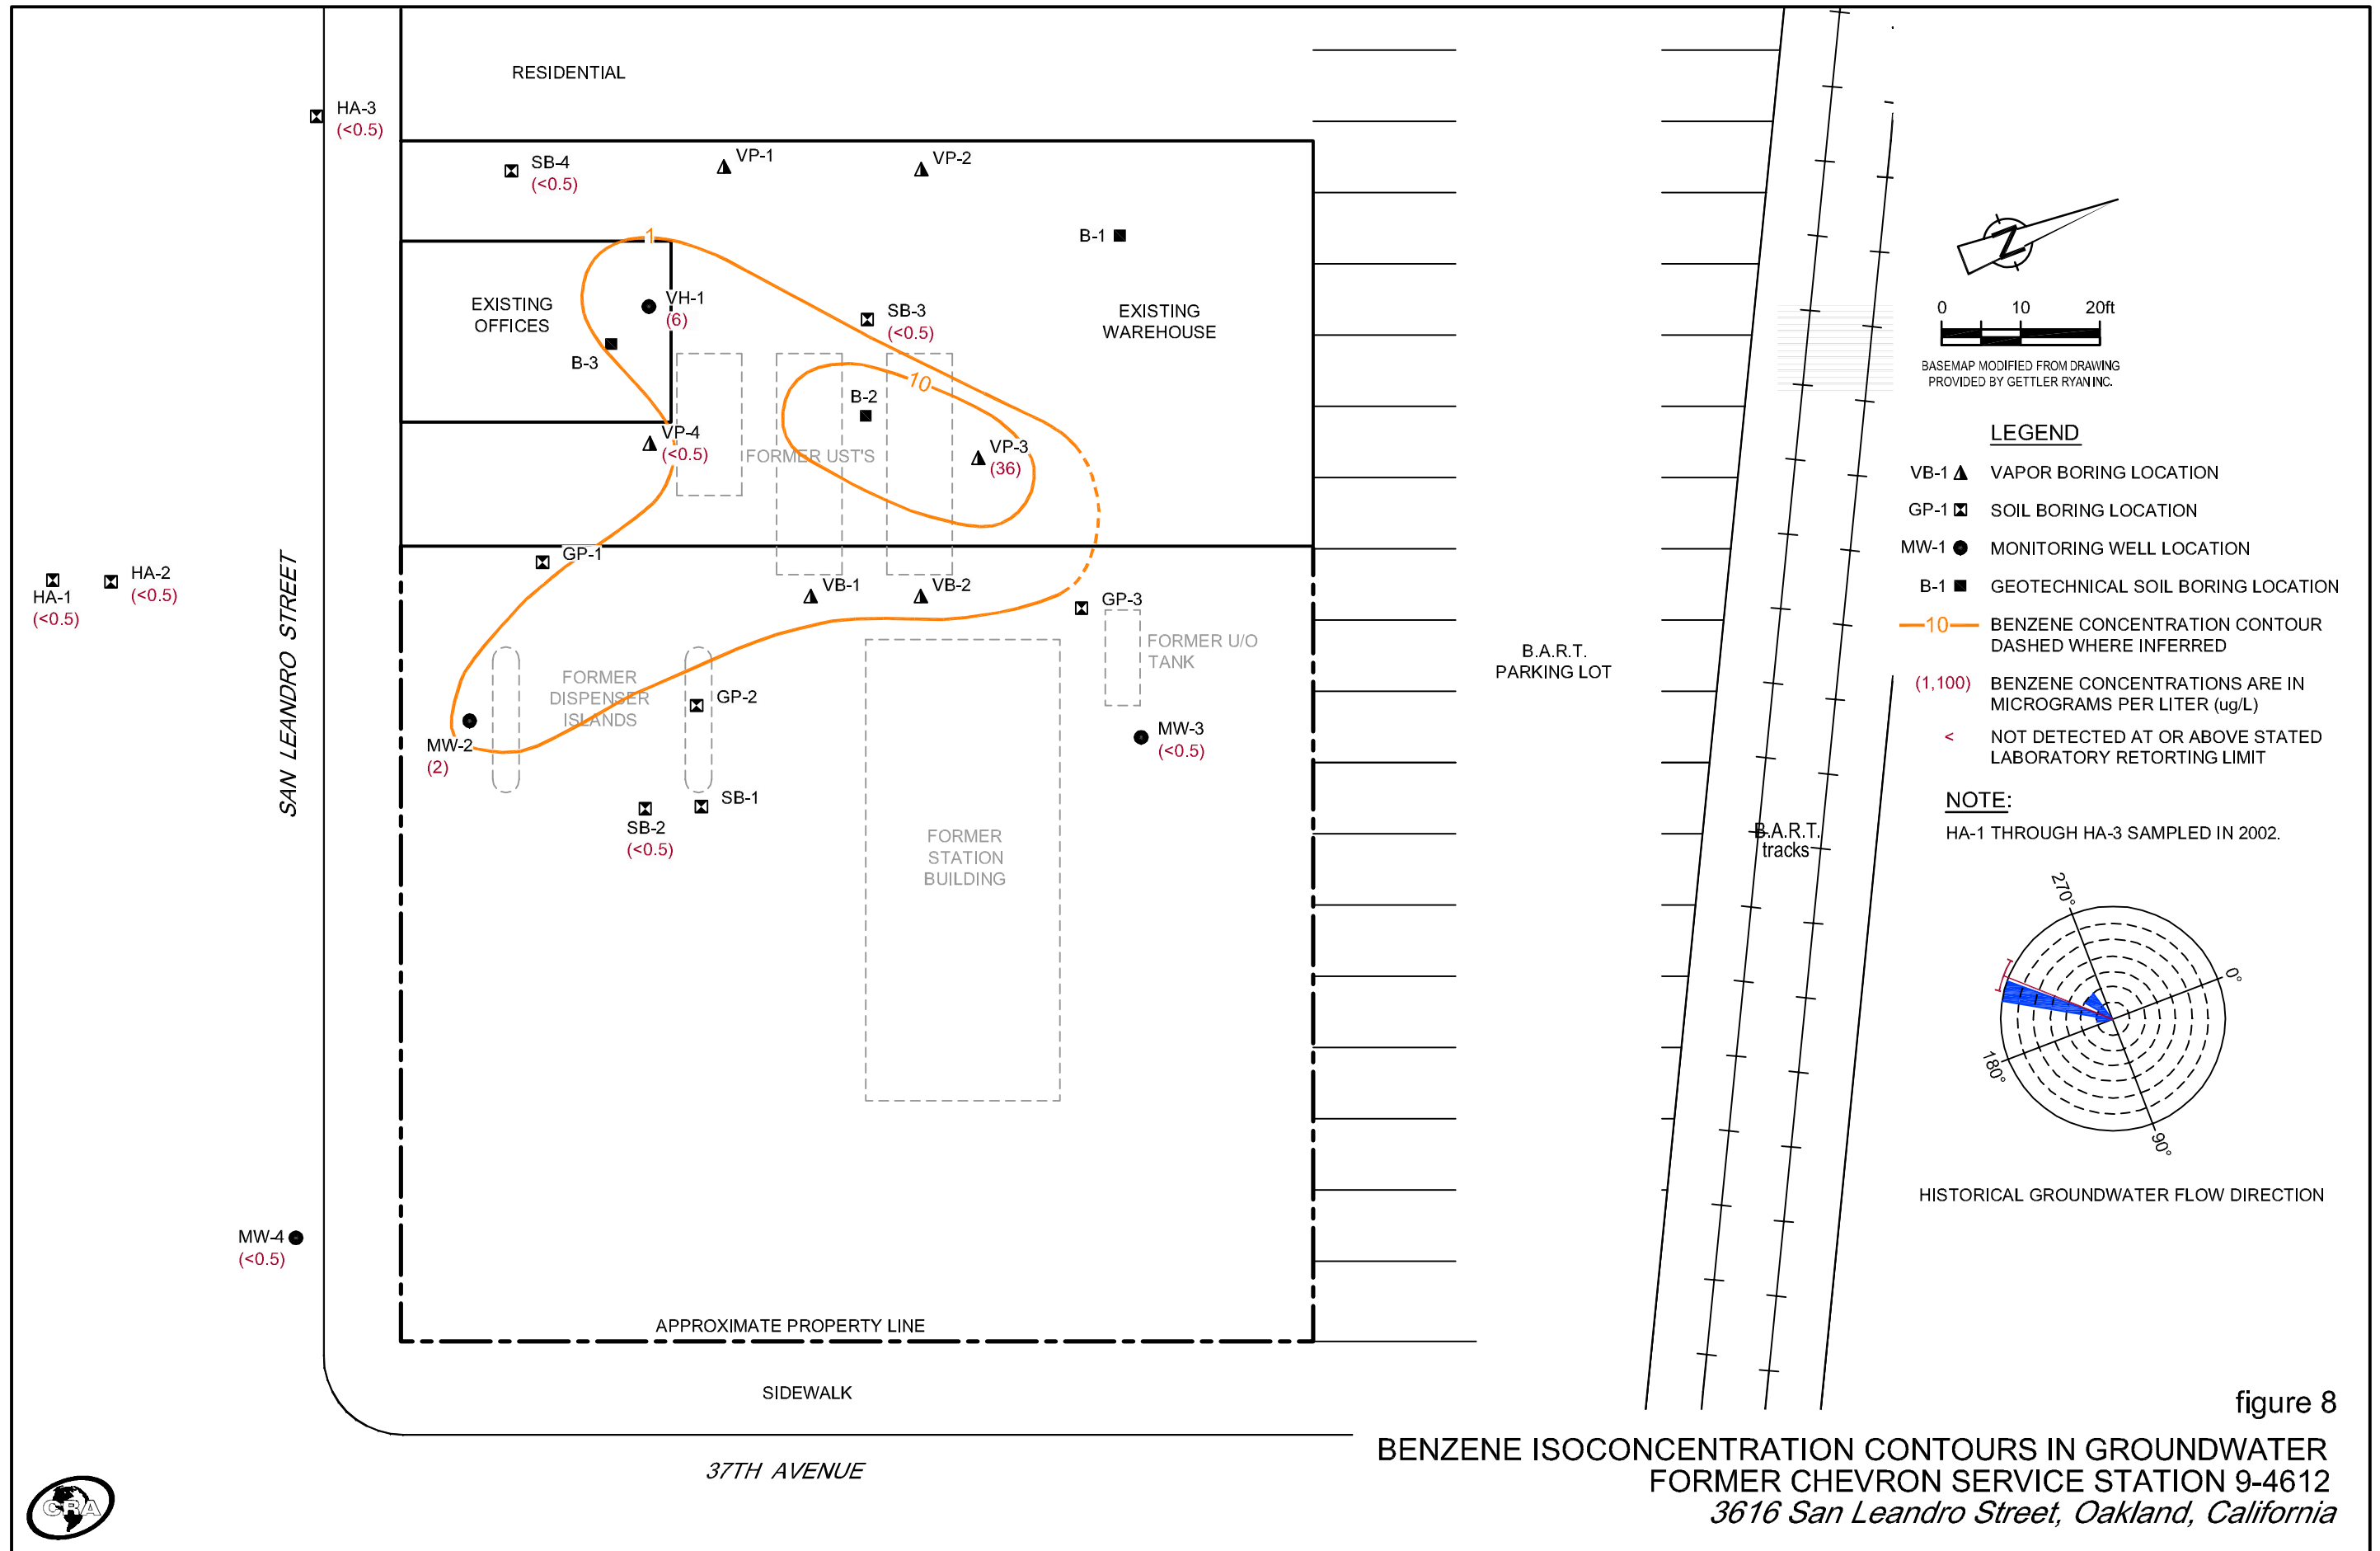 RESIDENTIAL
HA-3
(<0.5)
SB-4
(<0.5)
VP-1
VP-2
B-1
1
EXISTING
OFFICES
VH-1
(6)
B-3
SB-3
(<0.5)
EXISTING
WAREHOUSE
10
B-2
VP-4
(<0.5)
FORMER UST'S
VP-3
(36)
GP-1
HA-1
(<0.5)
HA-2
(<0.5)
SAN LEANDRO STREET
VB-1
VB-2
GP-3
FORMER U/O
TANK
FORMER
DISPENSER
ISLANDS
GP-2
MW-2
(2)
MW-3
(<0.5)
SB-2
(<0.5)
SB-1
FORMER
STATION
BUILDING
B.A.R.T.
PARKING LOT
B.A.R.T.
tracks
MW-4
(<0.5)
APPROXIMATE PROPERTY LINE
SIDEWALK
37TH AVENUE
CRA
N
0 10 20ft
BASEMAP MODIFIED FROM DRAWING
PROVIDED BY GETTLER RYAN INC.
LEGEND
VB-1 VAPOR BORING LOCATION
GP-1 SOIL BORING LOCATION
MW-1 MONITORING WELL LOCATION
B-1 GEOTECHNICAL SOIL BORING LOCATION
10 BENZENE CONCENTRATION CONTOUR
DASHED WHERE INFERRED
(1,100) BENZENE CONCENTRATIONS ARE IN
MICROGRAMS PER LITER (ug/L)
< NOT DETECTED AT OR ABOVE STATED
LABORATORY RETORTING LIMIT
NOTE:
HA-1 THROUGH HA-3 SAMPLED IN 2002.
270°
0°
180°
90°
HISTORICAL GROUNDWATER FLOW DIRECTION
figure 8
BENZENE ISOCONCENTRATION CONTOURS IN GROUNDWATER
FORMER CHEVRON SERVICE STATION 9-4612
3616 San Leandro Street, Oakland, California